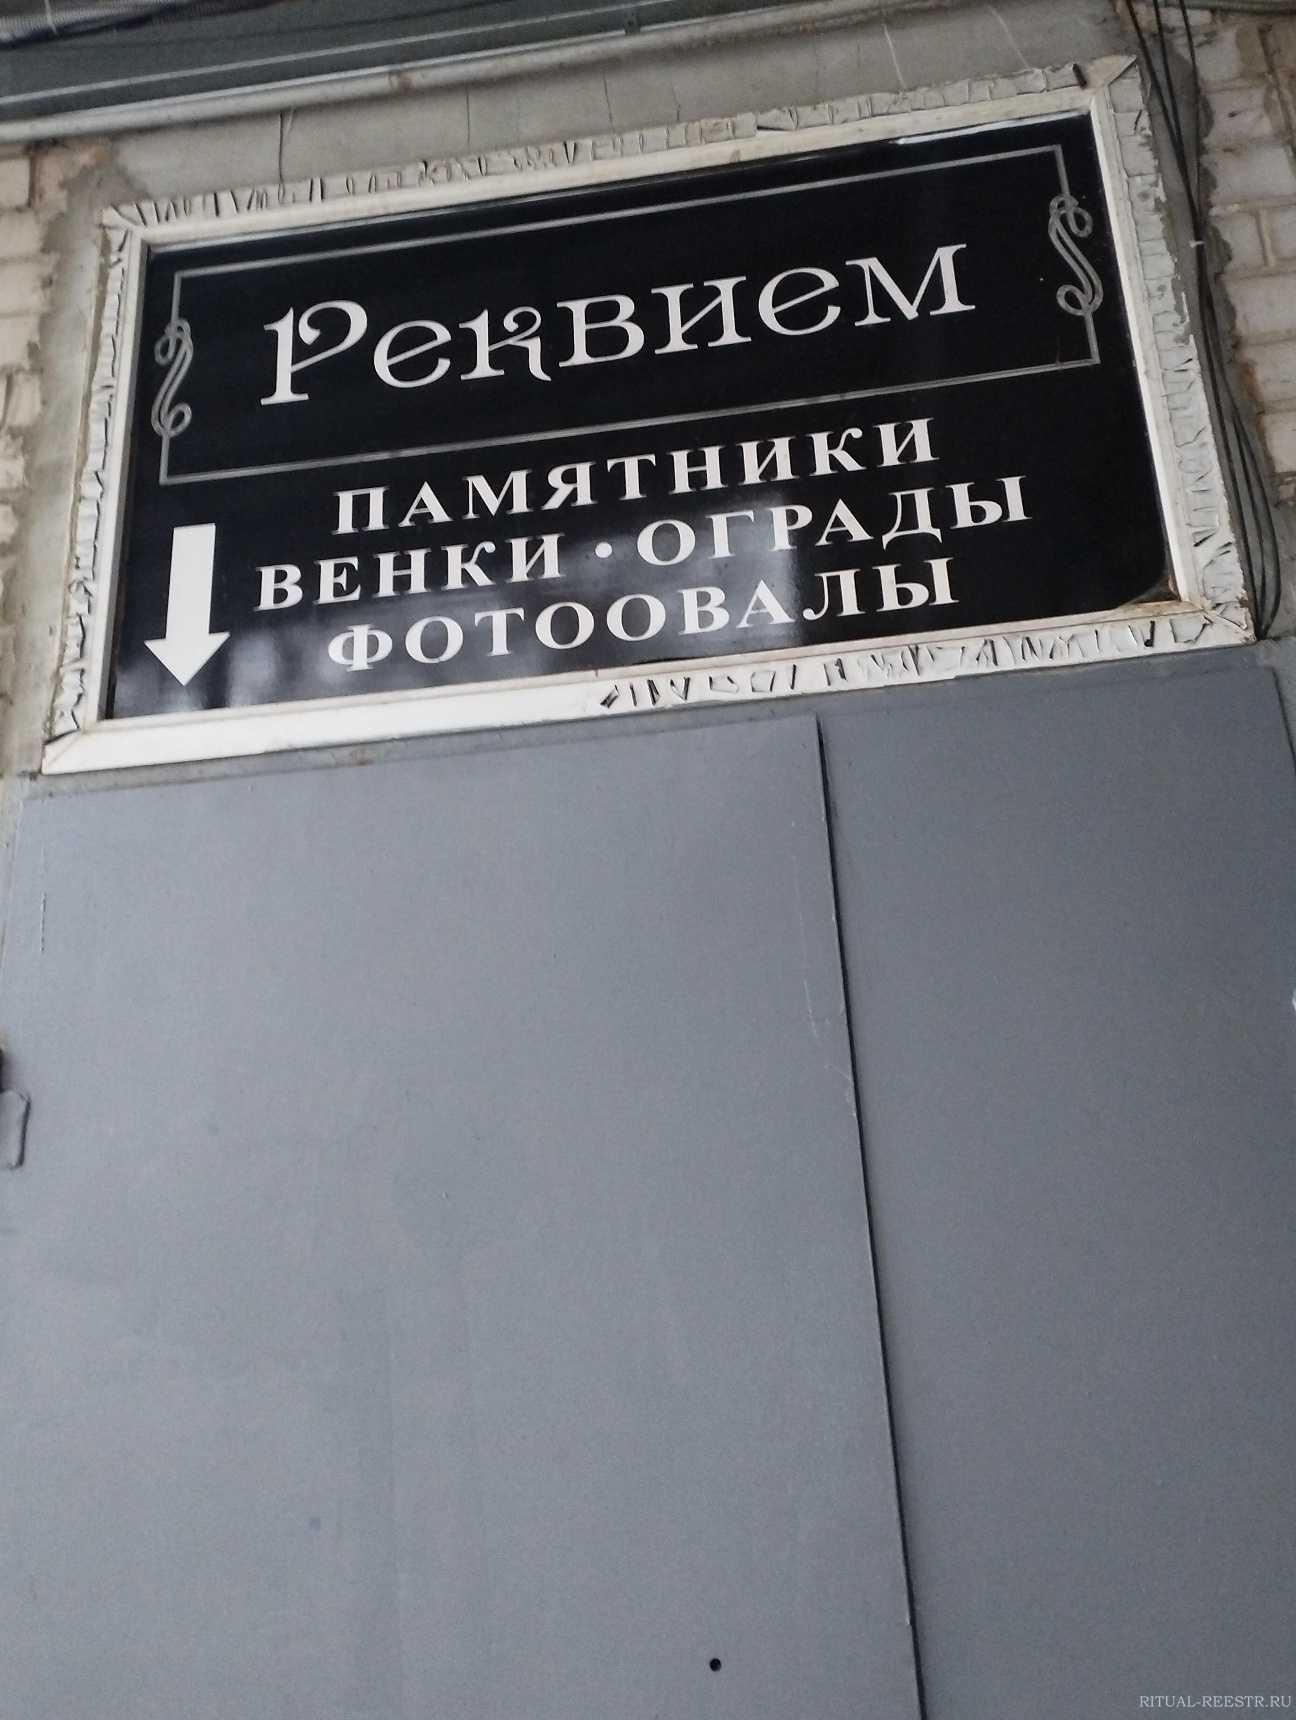 Реквием
ПАМЯТНИКИ
ВЕНКИ • ОГРАДЫ
ФОТООВАЛЫ
RITUAL-REESTR.RU